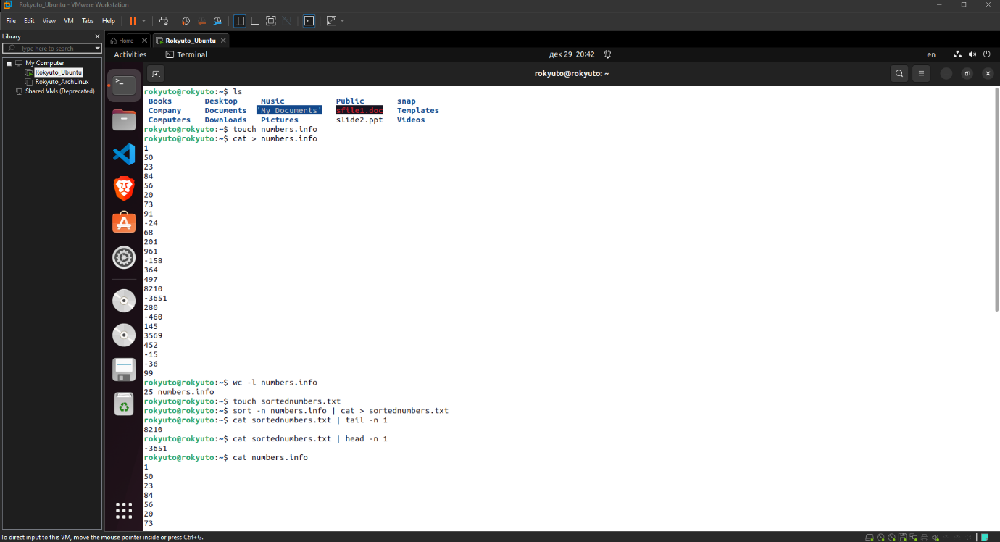 Rokyuto_Ubuntu - VMware Workstation
File Edit View VM Tabs Help
Library
Type here to search
My Computer
Rokyuto_Ubuntu
Rokyuto_ArchLinux
Shared VMs (Deprecated)
Home Rokyuto_Ubuntu
Activities Terminal дек 29 20:42 en
rokyuto@rokyuto: ~
rokyuto@rokyuto:~$ ls
Books Desktop Music Public snap
Company Documents 'My Documents' sfile1.doc Templates
Computers Downloads Pictures slide2.ppt Videos
rokyuto@rokyuto:~$ touch numbers.info
rokyuto@rokyuto:~$ cat > numbers.info
1
50
23
84
56
20
73
91
-24
68
201
961
-158
364
497
8210
-3651
280
-460
145
3569
452
-15
-36
99
rokyuto@rokyuto:~$ wc -l numbers.info
25 numbers.info
rokyuto@rokyuto:~$ touch sortednumbers.txt
rokyuto@rokyuto:~$ sort -n numbers.info | cat > sortednumbers.txt
rokyuto@rokyuto:~$ cat sortednumbers.txt | tail -n 1
8210
rokyuto@rokyuto:~$ cat sortednumbers.txt | head -n 1
-3651
rokyuto@rokyuto:~$ cat numbers.info
1
50
23
84
56
20
73
To direct input to this VM, move the mouse pointer inside or press Ctrl+G.